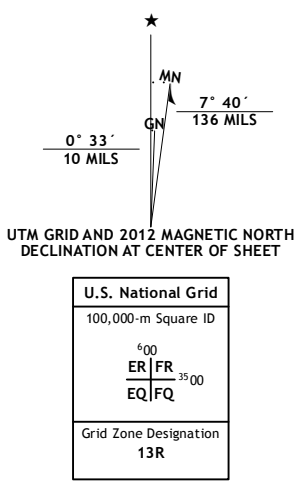 ★
MN
GN
7° 40´
136 MILS
0° 33´
10 MILS
UTM GRID AND 2012 MAGNETIC NORTH
DECLINATION AT CENTER OF SHEET
U.S. National Grid
100,000-m Square ID
⁶00
ER FR
³⁵00
EQ FQ
Grid Zone Designation
13R